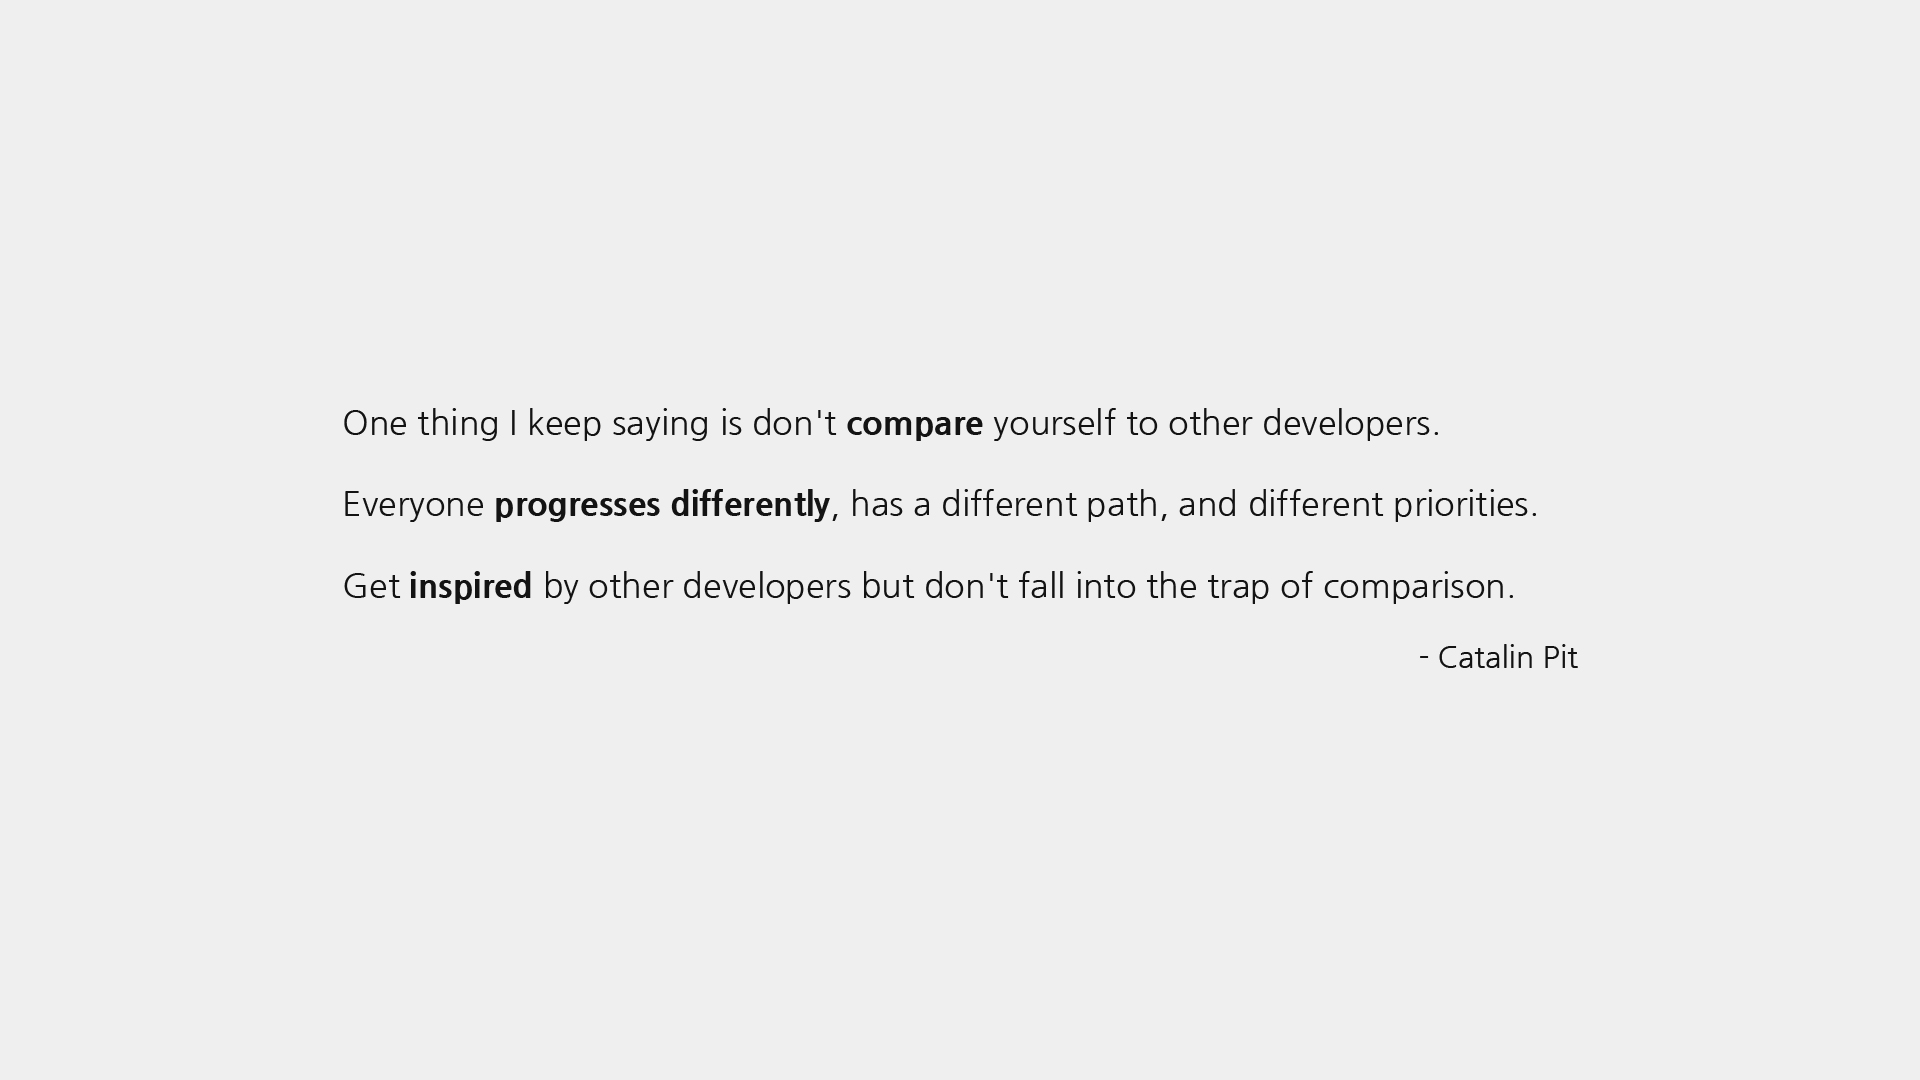 One thing I keep saying is don't compare yourself to other developers.
Everyone progresses differently, has a different path, and different priorities.
Get inspired by other developers but don't fall into the trap of comparison.
- Catalin Pit